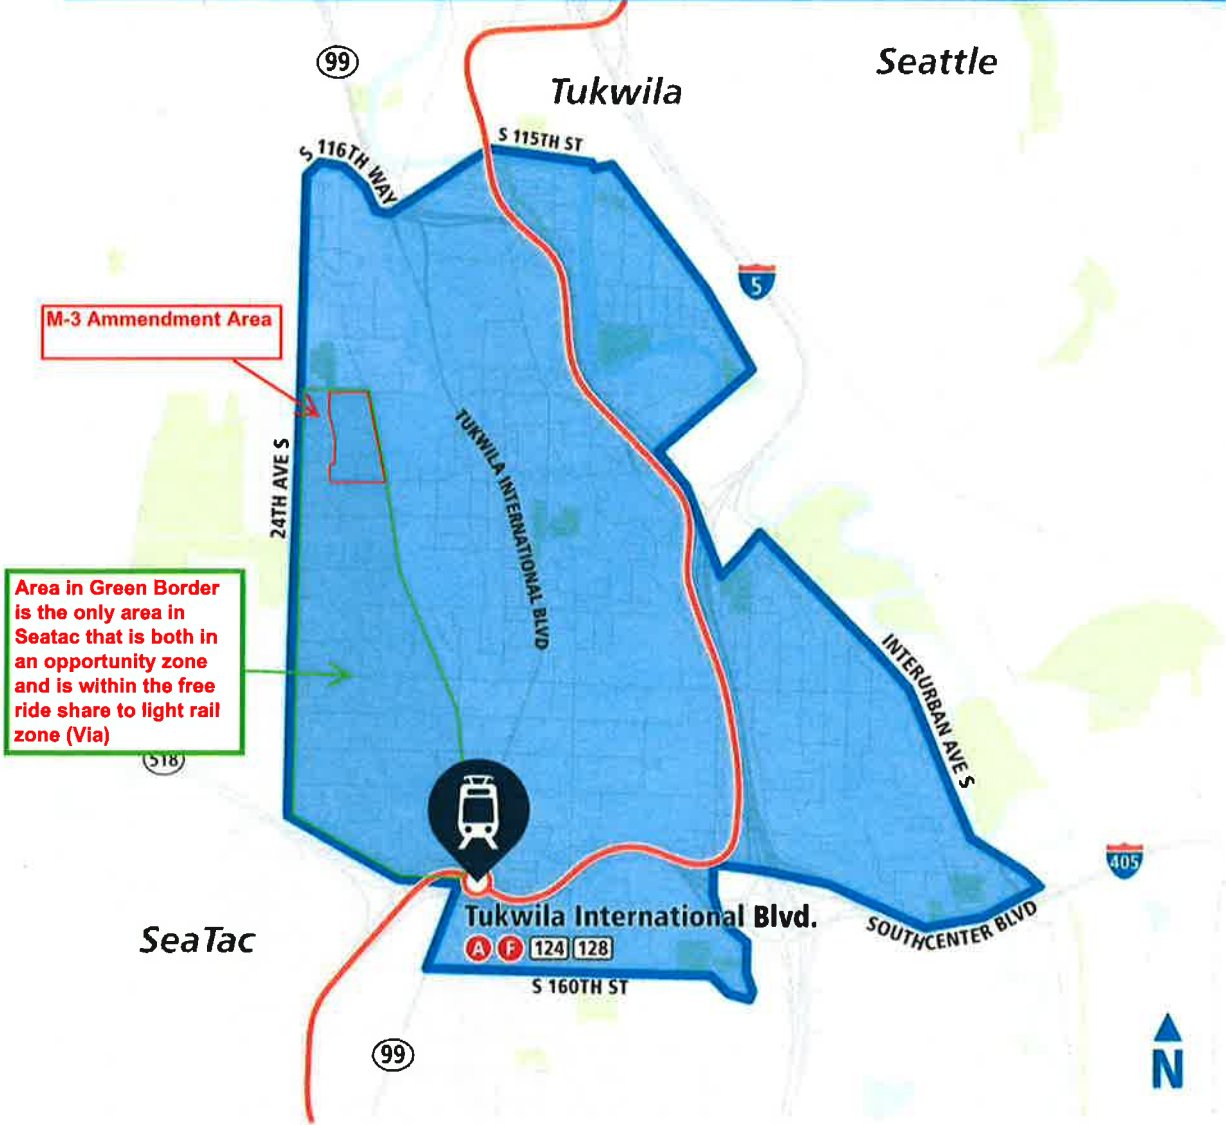 99
Seattle
Tukwila
S 115TH ST
S 116TH WAY
5
M-3 Ammendment Area
24TH AVE S
TUKWILA INTERNATIONAL BLVD
Area in Green Border
is the only area in
Seatac that is both in
an opportunity zone
and is within the free
ride share to light rail
zone (Via)
518
INTERURBAN AVE S
405
Tukwila International Blvd.
A F 124 128
SOUTHCENTER BLVD
SeaTac
S 160TH ST
99
N